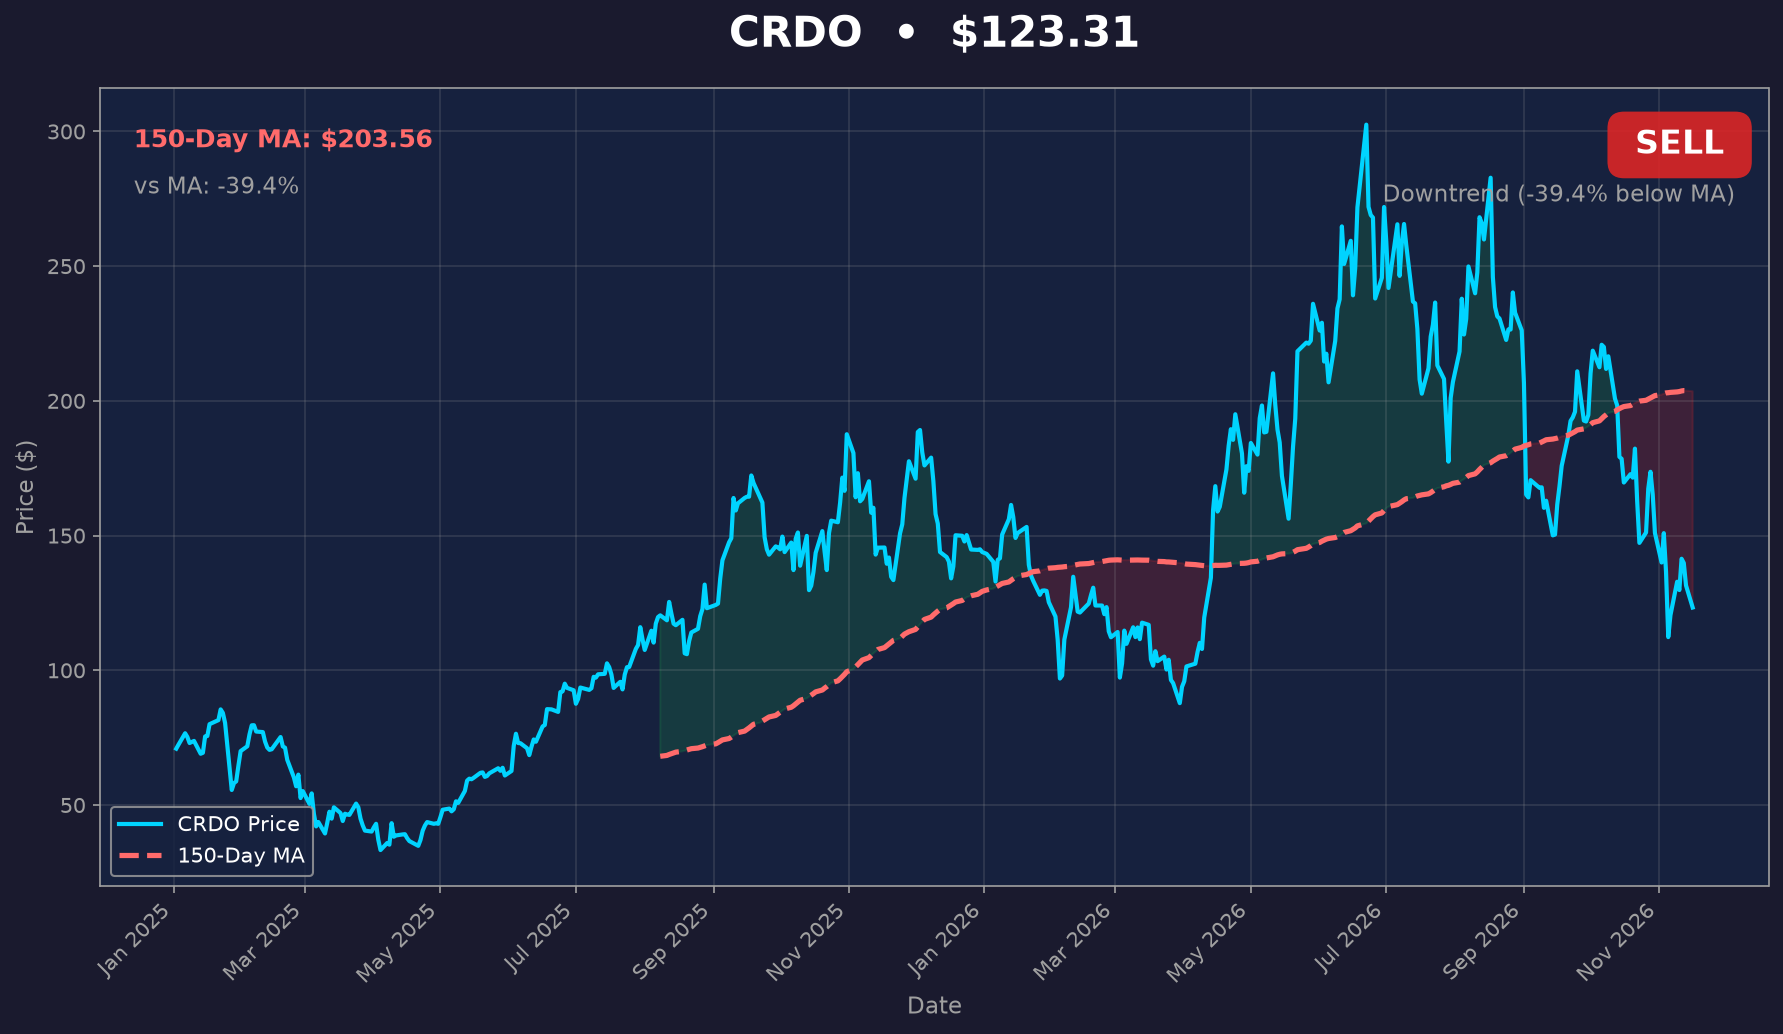 CRDO • $123.31
150-Day MA: $203.56
vs MA: -39.4%
SELL
Downtrend (-39.4% below MA)
Price ($)
300
250
200
150
100
50
CRDO Price
150-Day MA
Jan 2025
Mar 2025
May 2025
Jul 2025
Sep 2025
Nov 2025
Jan 2026
Mar 2026
May 2026
Jul 2026
Sep 2026
Nov 2026
Date